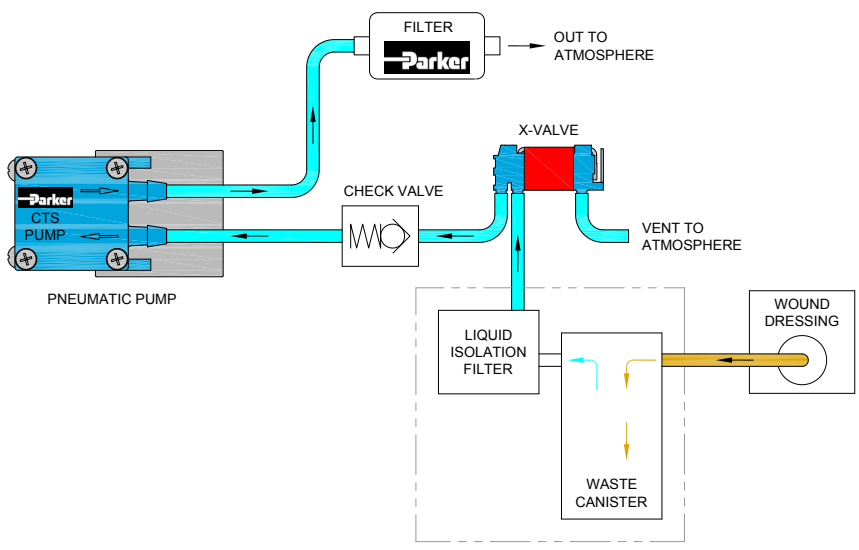 FILTER
Parker
OUT TO
ATMOSPHERE
X-VALVE
Parker
CTS
PUMP
CHECK VALVE
VENT TO
ATMOSPHERE
PNEUMATIC PUMP
LIQUID
ISOLATION
FILTER
WOUND
DRESSING
WASTE
CANISTER